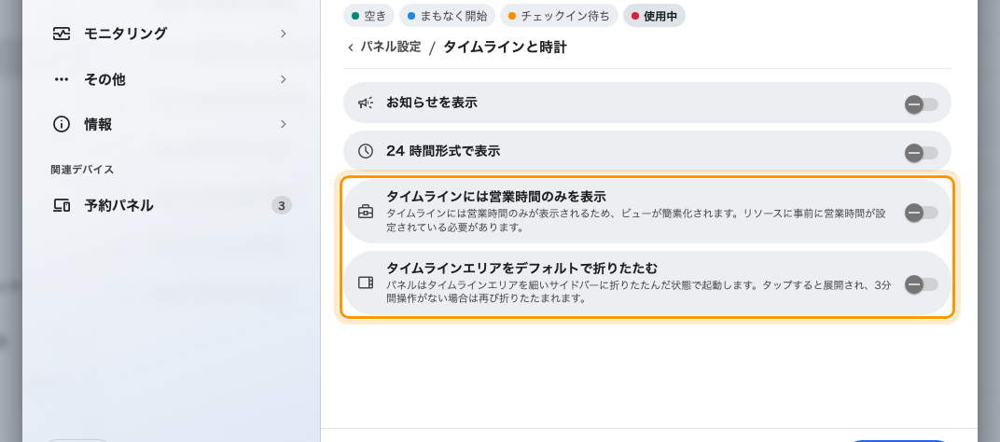 空き まもなく開始 チェックイン待ち 使用中
モニタリング
その他
情報
関連デバイス
予約パネル 3
パネル設定 / タイムラインと時計
お知らせを表示
24 時間形式で表示
タイムラインには営業時間のみを表示
タイムラインには営業時間のみが表示されるため、ビューが簡素化されます。リソースに事前に営業時間が設
定されている必要があります。
タイムラインエリアをデフォルトで折りたたむ
パネルはタイムラインエリアを細いサイドバーに折りたたんだ状態で起動します。タップすると展開され、3分
間操作がない場合は再び折りたたまれます。